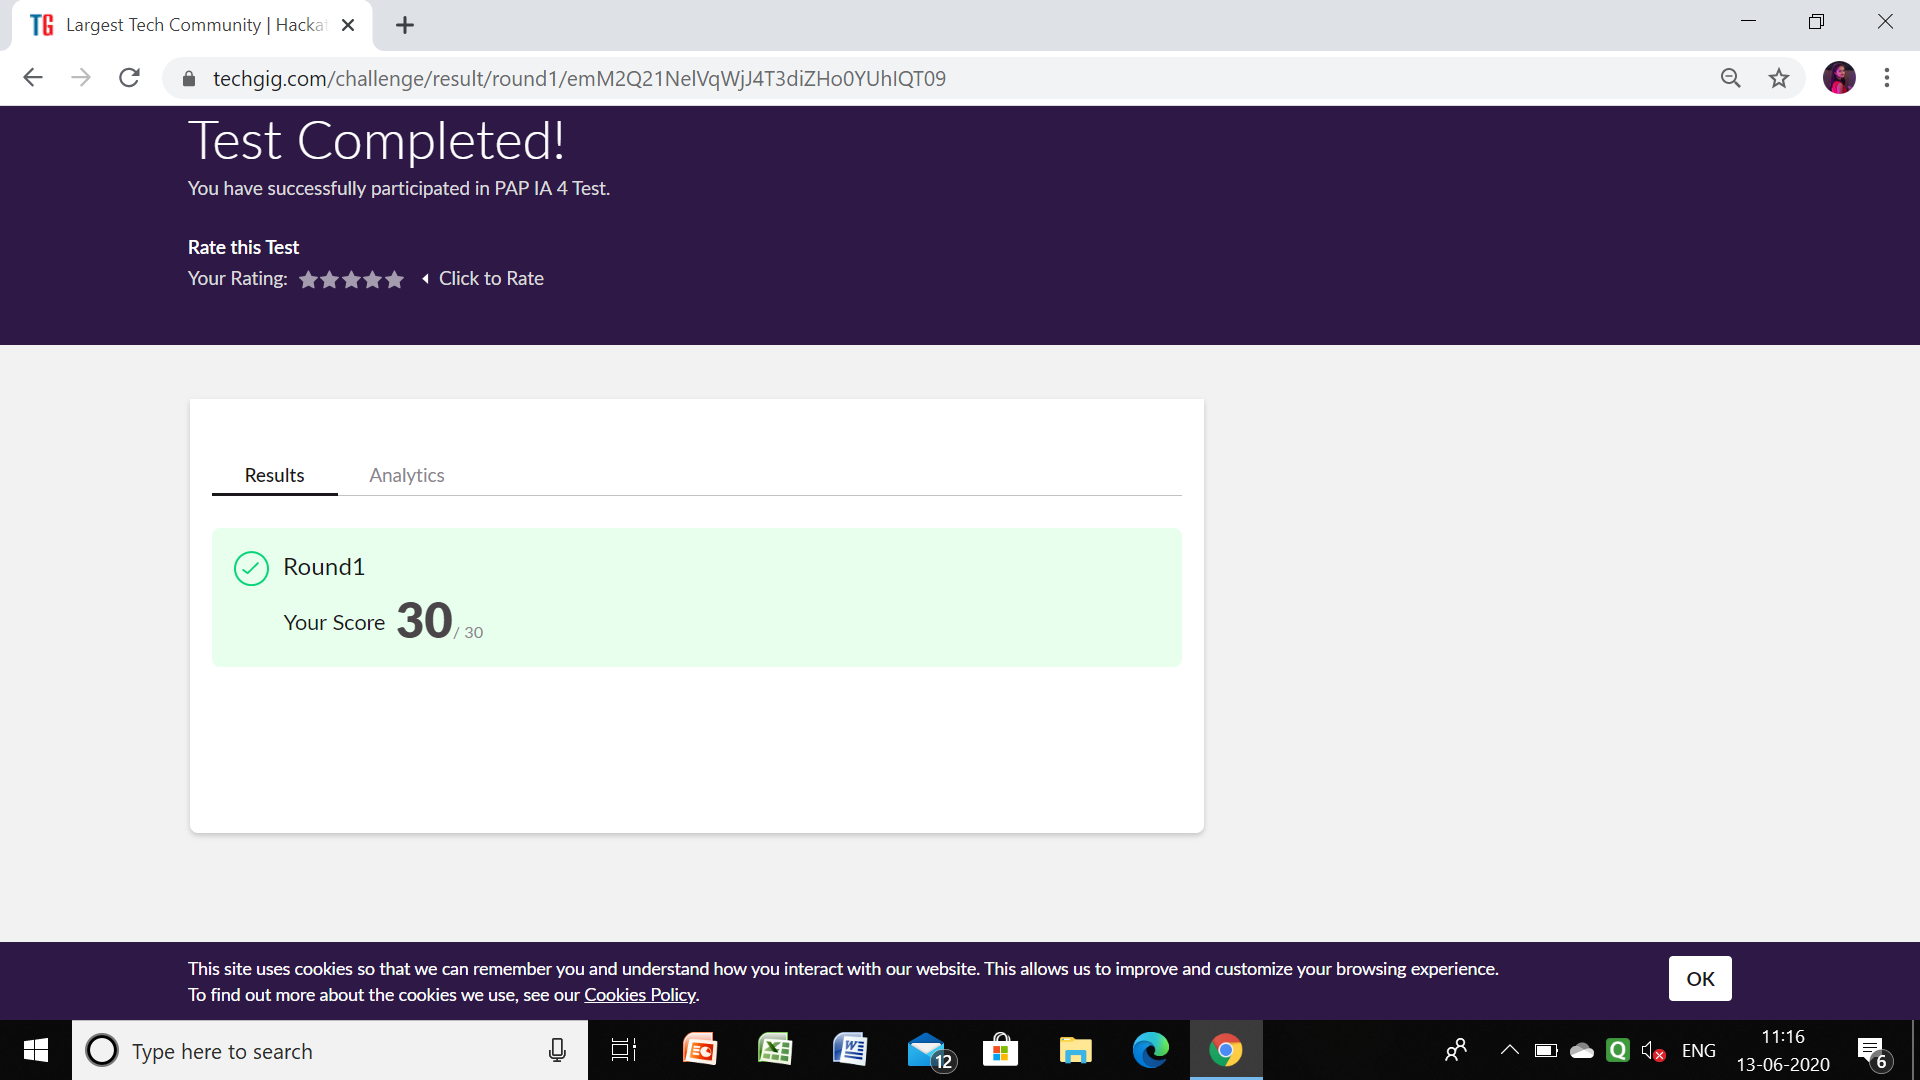 TG Largest Tech Community | Hacka
techgig.com/challenge/result/round1/emM2Q21NelVqWjJ4T3diZHo0YUhIQT09
Test Completed!
You have successfully participated in PAP IA 4 Test.
Rate this Test
Your Rating: Click to Rate
Results Analytics
Round1
Your Score 30 / 30
This site uses cookies so that we can remember you and understand how you interact with our website. This allows us to improve and customize your browsing experience.
To find out more about the cookies we use, see our Cookies Policy.
OK
Type here to search
12
ENG
11:16
13-06-2020
6